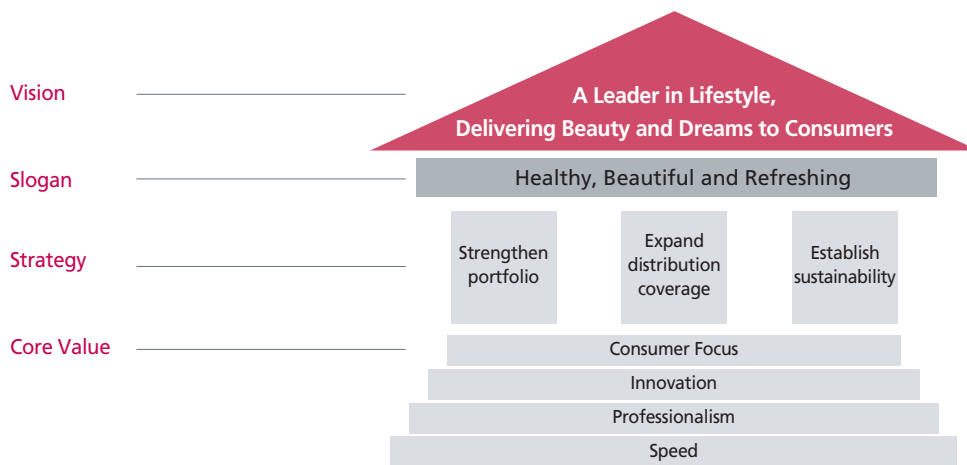 Vision
A Leader in Lifestyle,
Delivering Beauty and Dreams to Consumers
Slogan
Healthy, Beautiful and Refreshing
Strategy
Strengthen
portfolio
Expand
distribution
coverage
Establish
sustainability
Core Value
Consumer Focus
Innovation
Professionalism
Speed